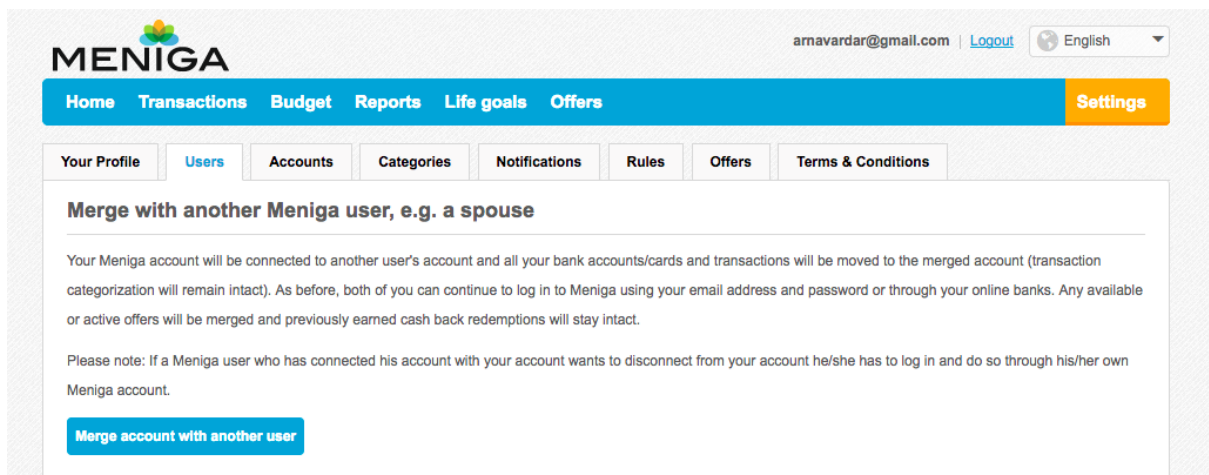 MENIGA
arnavardar@gmail.com | Logout English
Home Transactions Budget Reports Life goals Offers Settings
Your Profile Users Accounts Categories Notifications Rules Offers Terms & Conditions
Merge with another Meniga user, e.g. a spouse
Your Meniga account will be connected to another user's account and all your bank accounts/cards and transactions will be moved to the merged account (transaction
categorization will remain intact). As before, both of you can continue to log in to Meniga using your email address and password or through your online banks. Any available
or active offers will be merged and previously earned cash back redemptions will stay intact.
Please note: If a Meniga user who has connected his account with your account wants to disconnect from your account he/she has to log in and do so through his/her own
Meniga account.
Merge account with another user